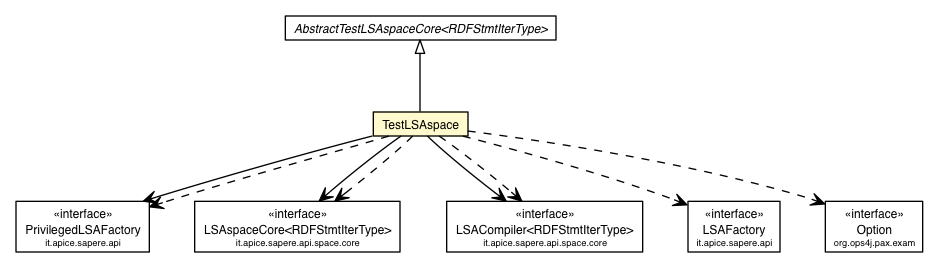 AbstractTestLSAspaceCore<RDFStmtIterType>
TestLSAspace
«interface»
PrivilegedLSAFactory
it.apice.sapere.api
«interface»
LSAspaceCore<RDFStmtIterType>
it.apice.sapere.api.space.core
«interface»
LSACompiler<RDFStmtIterType>
it.apice.sapere.api.space.core
«interface»
LSAFactory
it.apice.sapere.api
«interface»
Option
org.ops4j.pax.exam